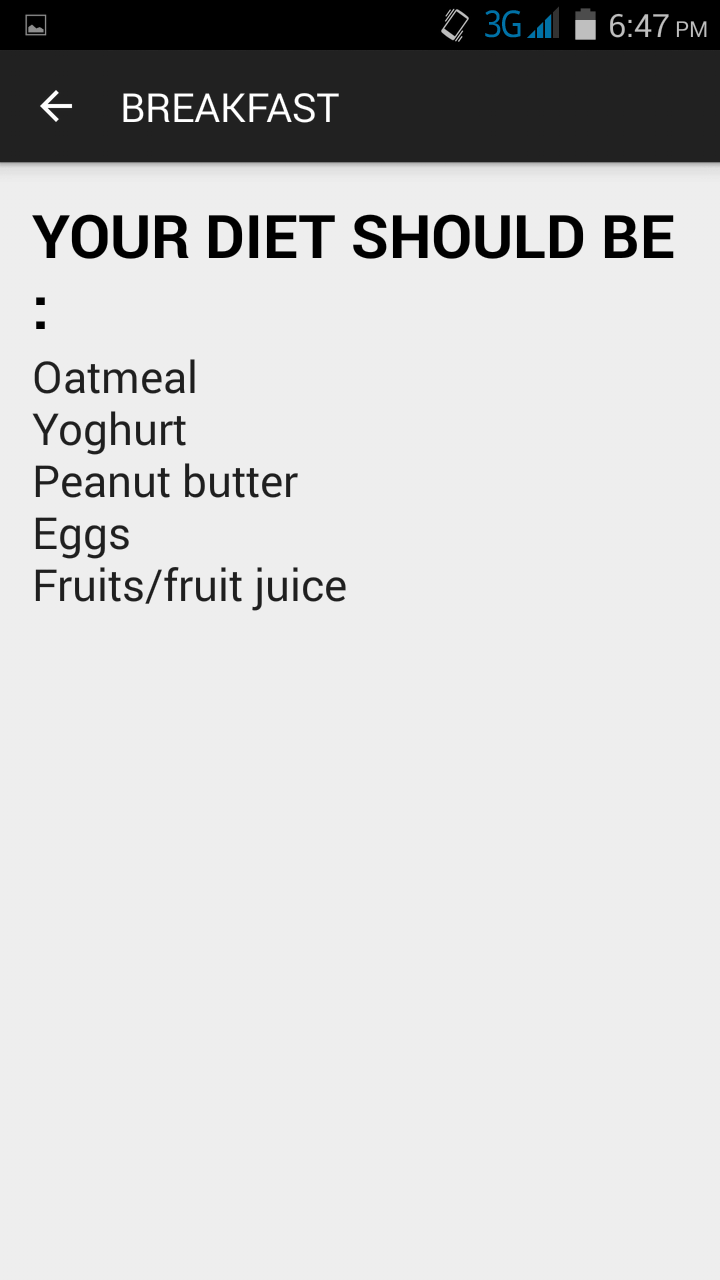 3G 6:47 PM
BREAKFAST
YOUR DIET SHOULD BE
:
Oatmeal
Yoghurt
Peanut butter
Eggs
Fruits/fruit juice